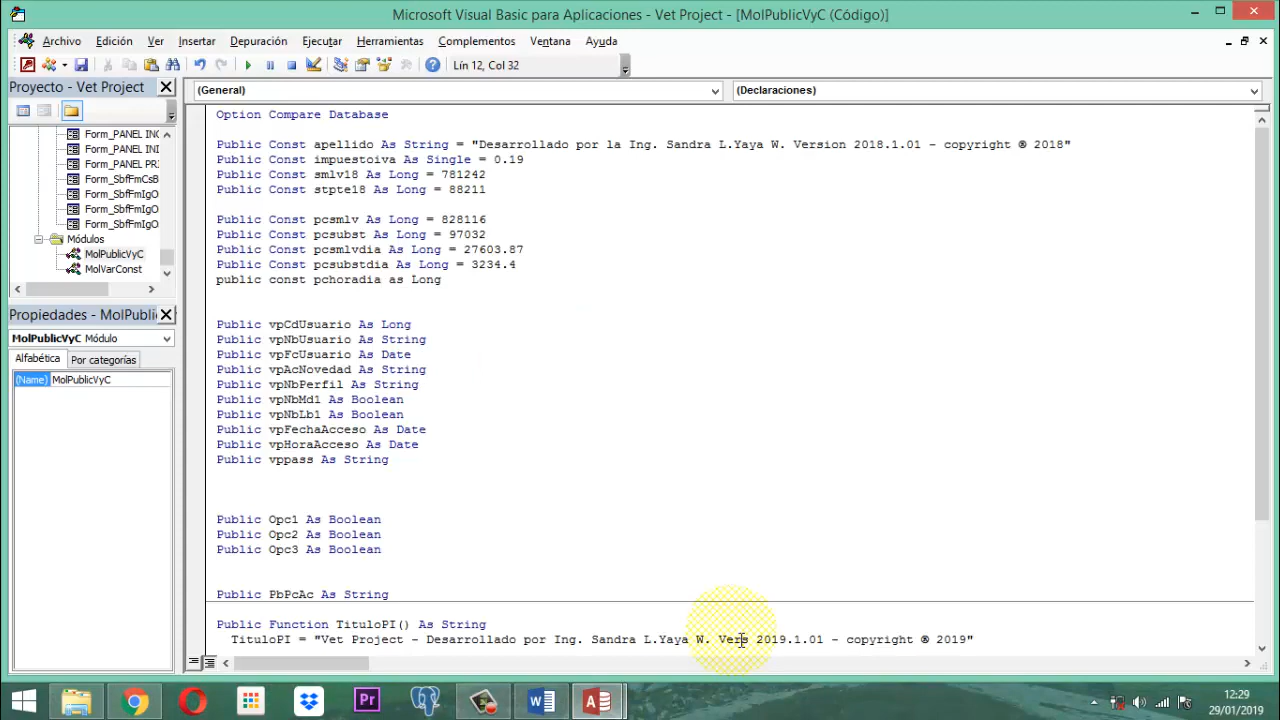 Microsoft Visual Basic para Aplicaciones - Vet Project - [MolPublicVyC (Código)]
Archivo Edición Ver Insertar Formato Depuración Ejecutar Herramientas Complementos Ventana Ayuda
Lín 12, Col 32
Proyecto - Vet Project
(General)
(Declaraciones)
Form_PANEL INC
Form_PANEL INI
Form_PANEL PR
Form_SbfFmCsB
Form_SbfFmIgO
Form_SbfFmIgO
Form_SbfFmIgO
Módulos
MolPublicVyC
MolVarConst
Propiedades - MolPubli
MolPublicVyC Módulo
Alfabética Por categorías
(Name) MolPublicVyC
Option Compare Database
Public Const apellido As String = "Desarrollado por la Ing. Sandra L.Yaya W. Version 2018.1.01 - copyright ® 2018"
Public Const impuestoiva As Single = 0.19
Public Const smlv18 As Long = 781242
Public Const stpte18 As Long = 88211
Public Const pcsmlv As Long = 828116
Public Const pcsubst As Long = 97032
Public Const pcsmlvdia As Long = 27603.87
Public Const pcsubstdia As Long = 3234.4
public const pchoradia as Long
Public vpCdUsuario As Long
Public vpNbUsuario As String
Public vpFcUsuario As Date
Public vpAcNovedad As String
Public vpNbPerfil As String
Public vpNbMd1 As Boolean
Public vpNbLb1 As Boolean
Public vpFechaAcceso As Date
Public vpHoraAcceso As Date
Public vppass As String
Public Opc1 As Boolean
Public Opc2 As Boolean
Public Opc3 As Boolean
Public PbPcAc As String
Public Function TituloPI() As String
TituloPI = "Vet Project - Desarrollado por Ing. Sandra L.Yaya W. Vers 2019.1.01 - copyright ® 2019"
Pr
W
A
12:29
29/01/2019